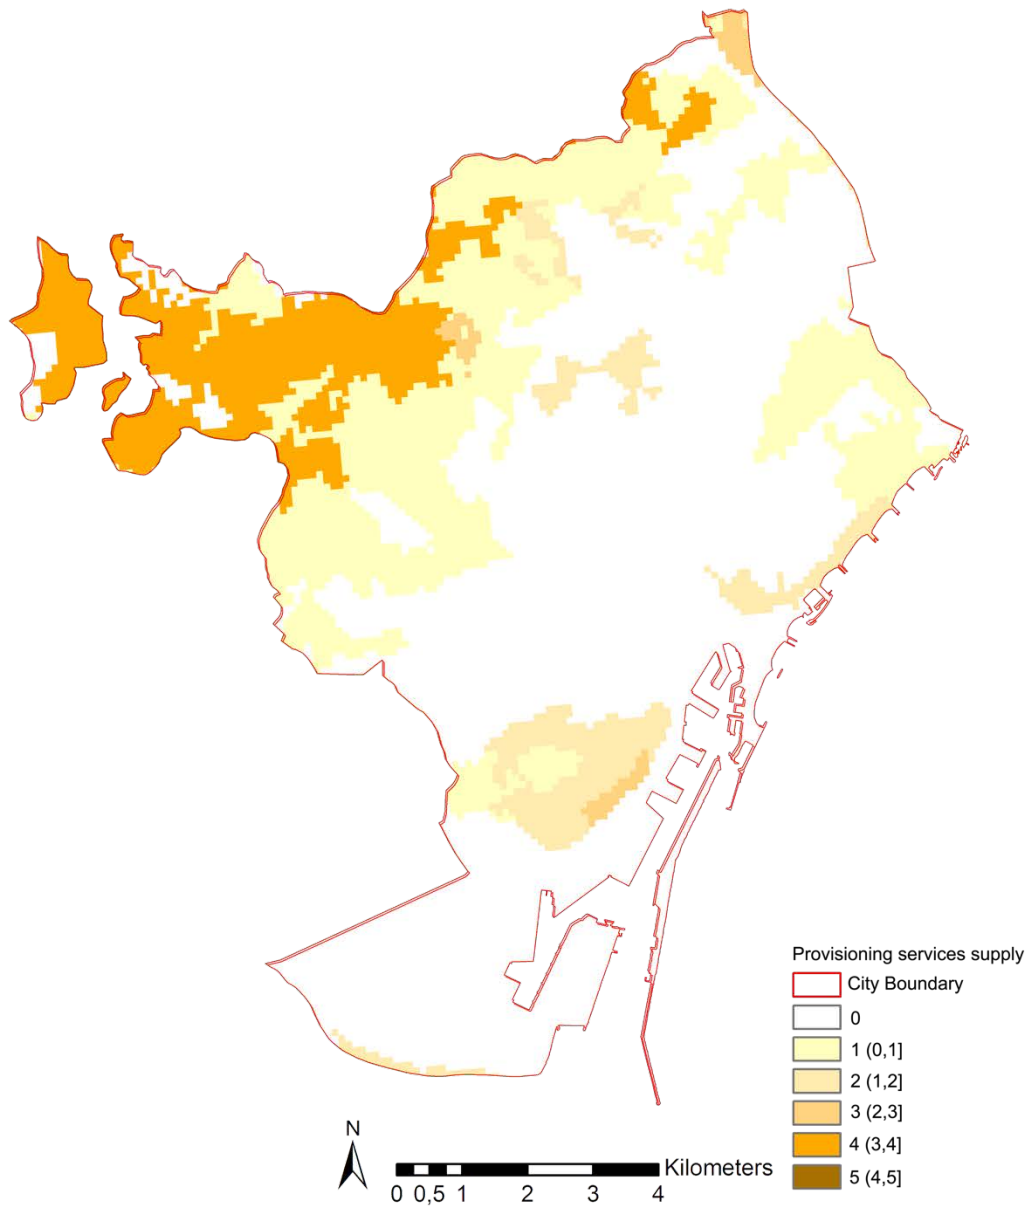 Provisioning services supply
City Boundary
0
1 (0,1]
2 (1,2]
3 (2,3]
4 (3,4]
5 (4,5]
N
Kilometers
0 0,5 1 2 3 4